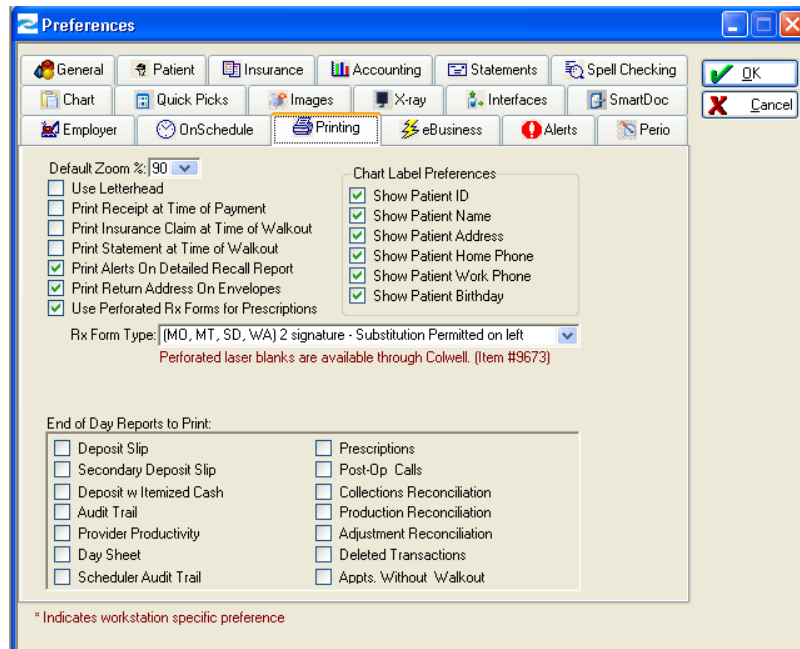 Preferences
General Patient Insurance Accounting Statements Spell Checking
OK
Chart Quick Picks Images X-ray Interfaces SmartDoc
Cancel
Employer OnSchedule Printing eBusiness Alerts Perio
Default Zoom %: 90
Use Letterhead
Print Receipt at Time of Payment
Print Insurance Claim at Time of Walkout
Print Statement at Time of Walkout
Print Alerts On Detailed Recall Report
Print Return Address On Envelopes
Use Perforated Rx Forms for Prescriptions
Chart Label Preferences
Show Patient ID
Show Patient Name
Show Patient Address
Show Patient Home Phone
Show Patient Work Phone
Show Patient Birthday
Rx Form Type: (MO, MT, SD, WA) 2 signature - Substitution Permitted on left
Perforated laser blanks are available through Colwell. (Item #9673)
End of Day Reports to Print:
Deposit Slip
Secondary Deposit Slip
Deposit w Itemized Cash
Audit Trail
Provider Productivity
Day Sheet
Scheduler Audit Trail
Prescriptions
Post-Op Calls
Collections Reconciliation
Production Reconciliation
Adjustment Reconciliation
Deleted Transactions
Appts. Without Walkout
* Indicates workstation specific preference